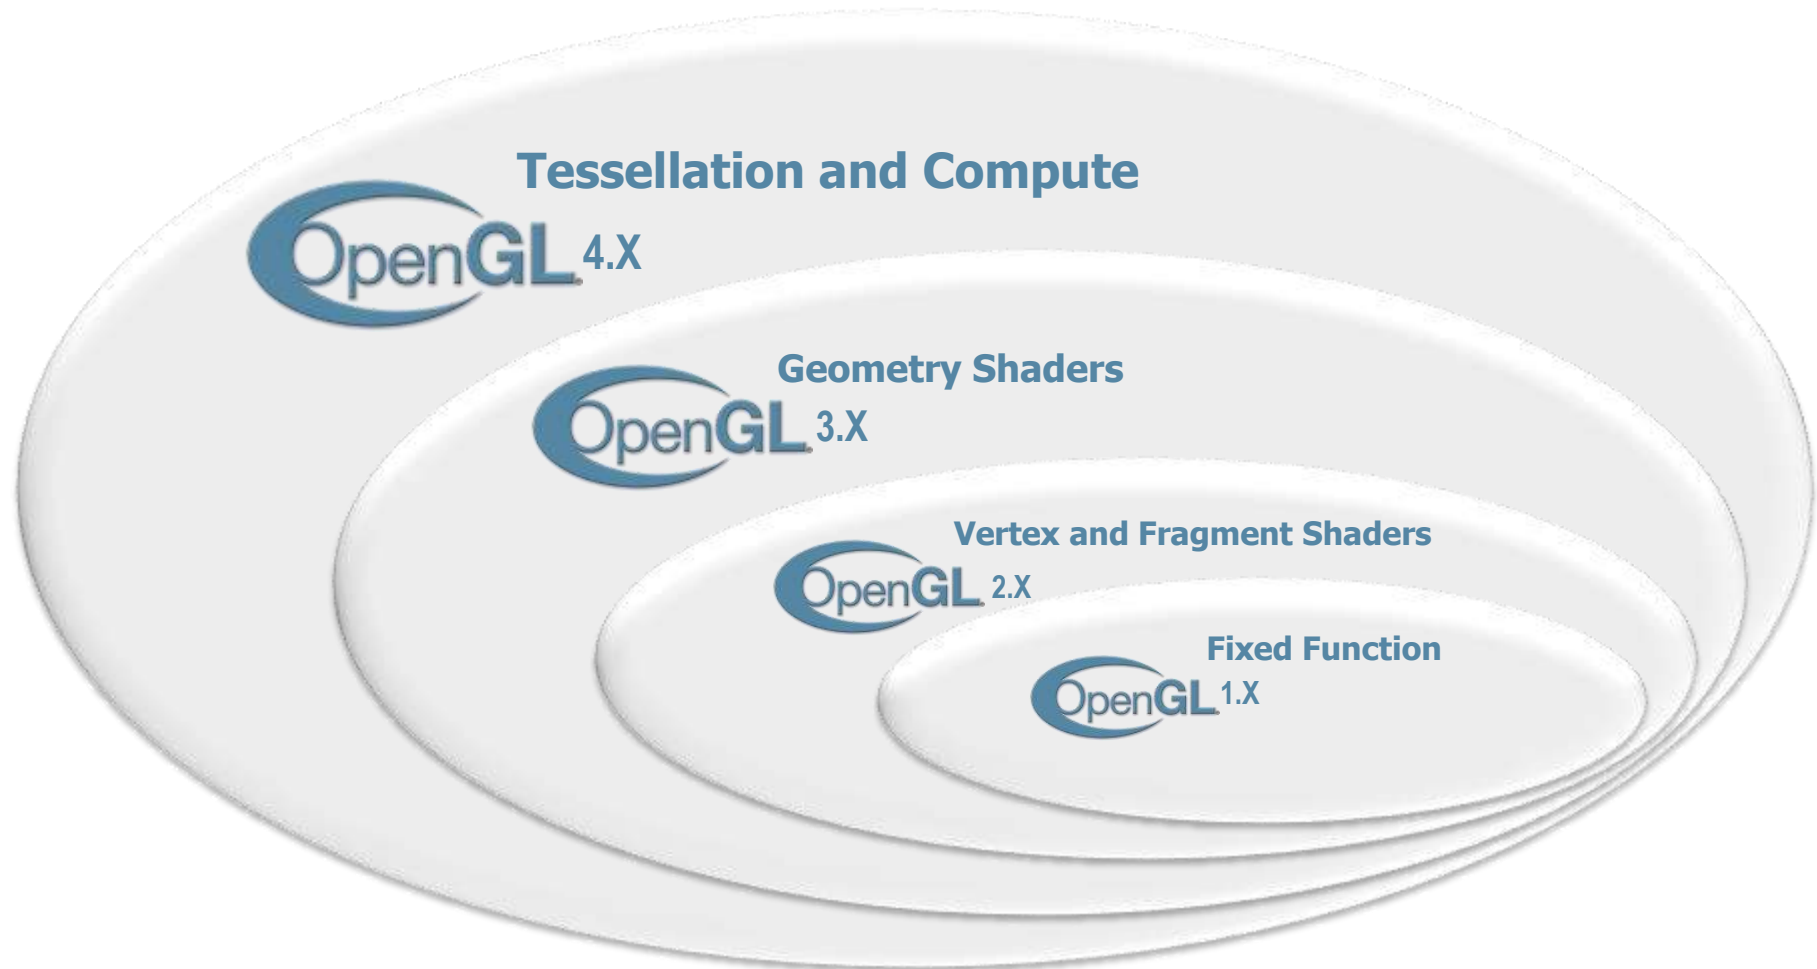 Tessellation and Compute
OpenGL 4.X
Geometry Shaders
OpenGL 3.X
Vertex and Fragment Shaders
OpenGL 2.X
Fixed Function
OpenGL 1.X